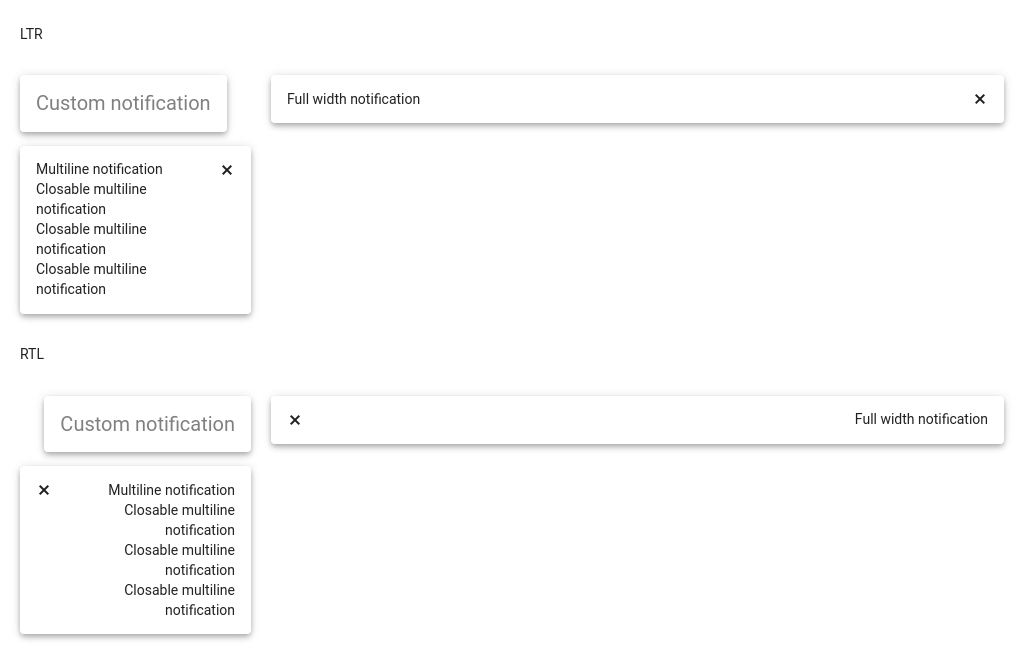 LTR
Custom notification
Full width notification
Multiline notification
Closable multiline
notification
Closable multiline
notification
Closable multiline
notification
RTL
Custom notification
Full width notification
Multiline notification
Closable multiline
notification
Closable multiline
notification
Closable multiline
notification